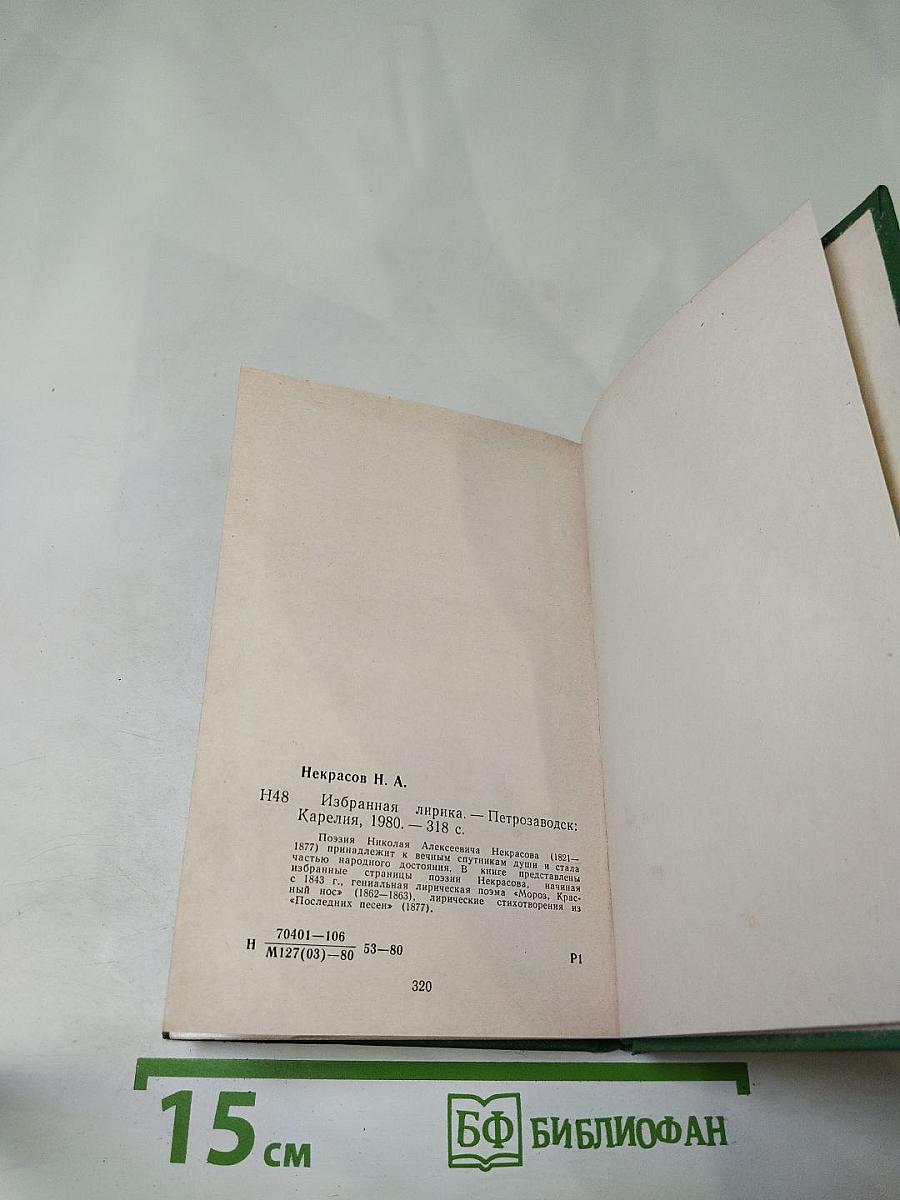 Некрасов Н. А.
Н48 Избранная лирика. — Петрозаводск:
Карелия, 1980. — 318 с.
Поэзия Николая Алексеевича Некрасова (1821—
1877) принадлежит к вечным спутникам души и стала
частью народного достояния. В книге представлены
избранные страницы поэзии Некрасова, начиная
с 1843 г., гениальная лирическая поэма «Мороз, Крас-
ный нос» (1862—1863), лирические стихотворения из
«Последних песен» (1877).
70401—106
Н 53—80
М127(03)—80
Р1
320
15 см
БФ БИБЛИОФАН